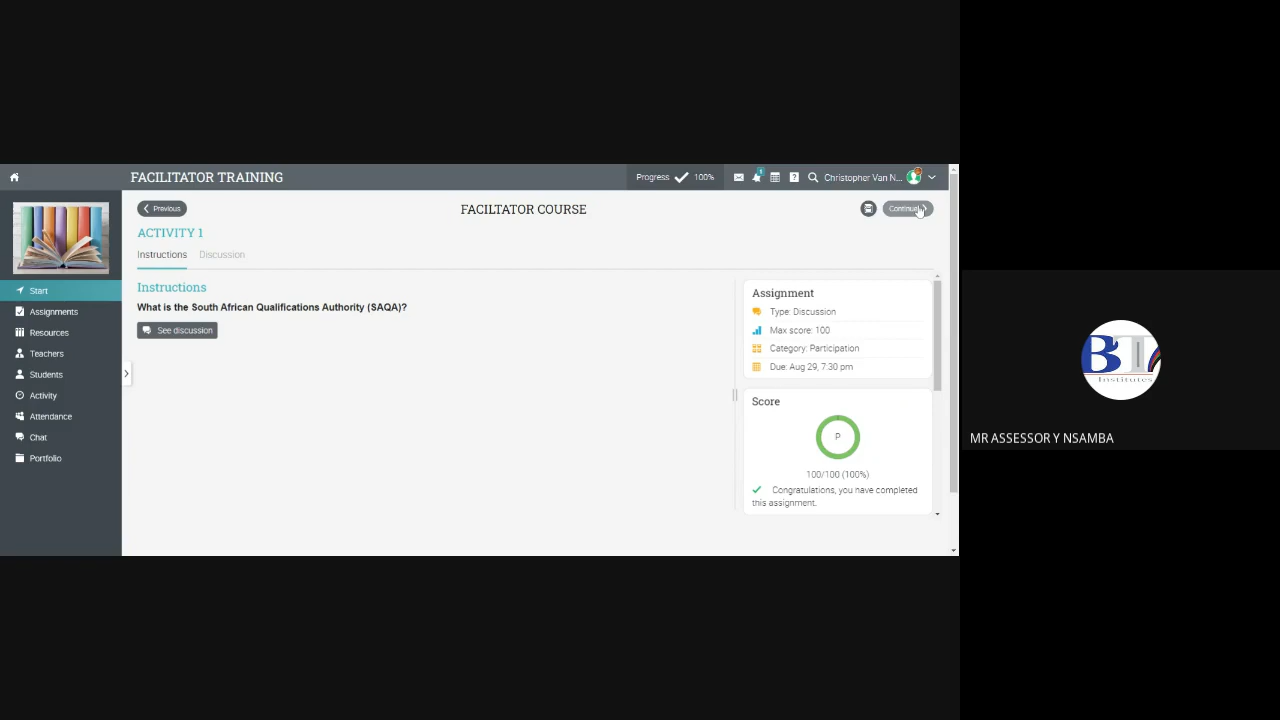 FACILITATOR TRAINING
Progress 100%
1
?
Christopher Van N...
Previous
FACILTATOR COURSE
Continue
ACTIVITY 1
Instructions Discussion
Instructions
What is the South African Qualifications Authority (SAQA)?
See discussion
Start
Assignments
Resources
Teachers
Students
Activity
Attendance
Chat
Portfolio
Assignment
Type: Discussion
Max score: 100
Category: Participation
Due: Aug 29, 7:30 pm
Score
P
100/100 (100%)
Congratulations, you have completed
this assignment.
Institutes
MR ASSESSOR Y NSAMBA